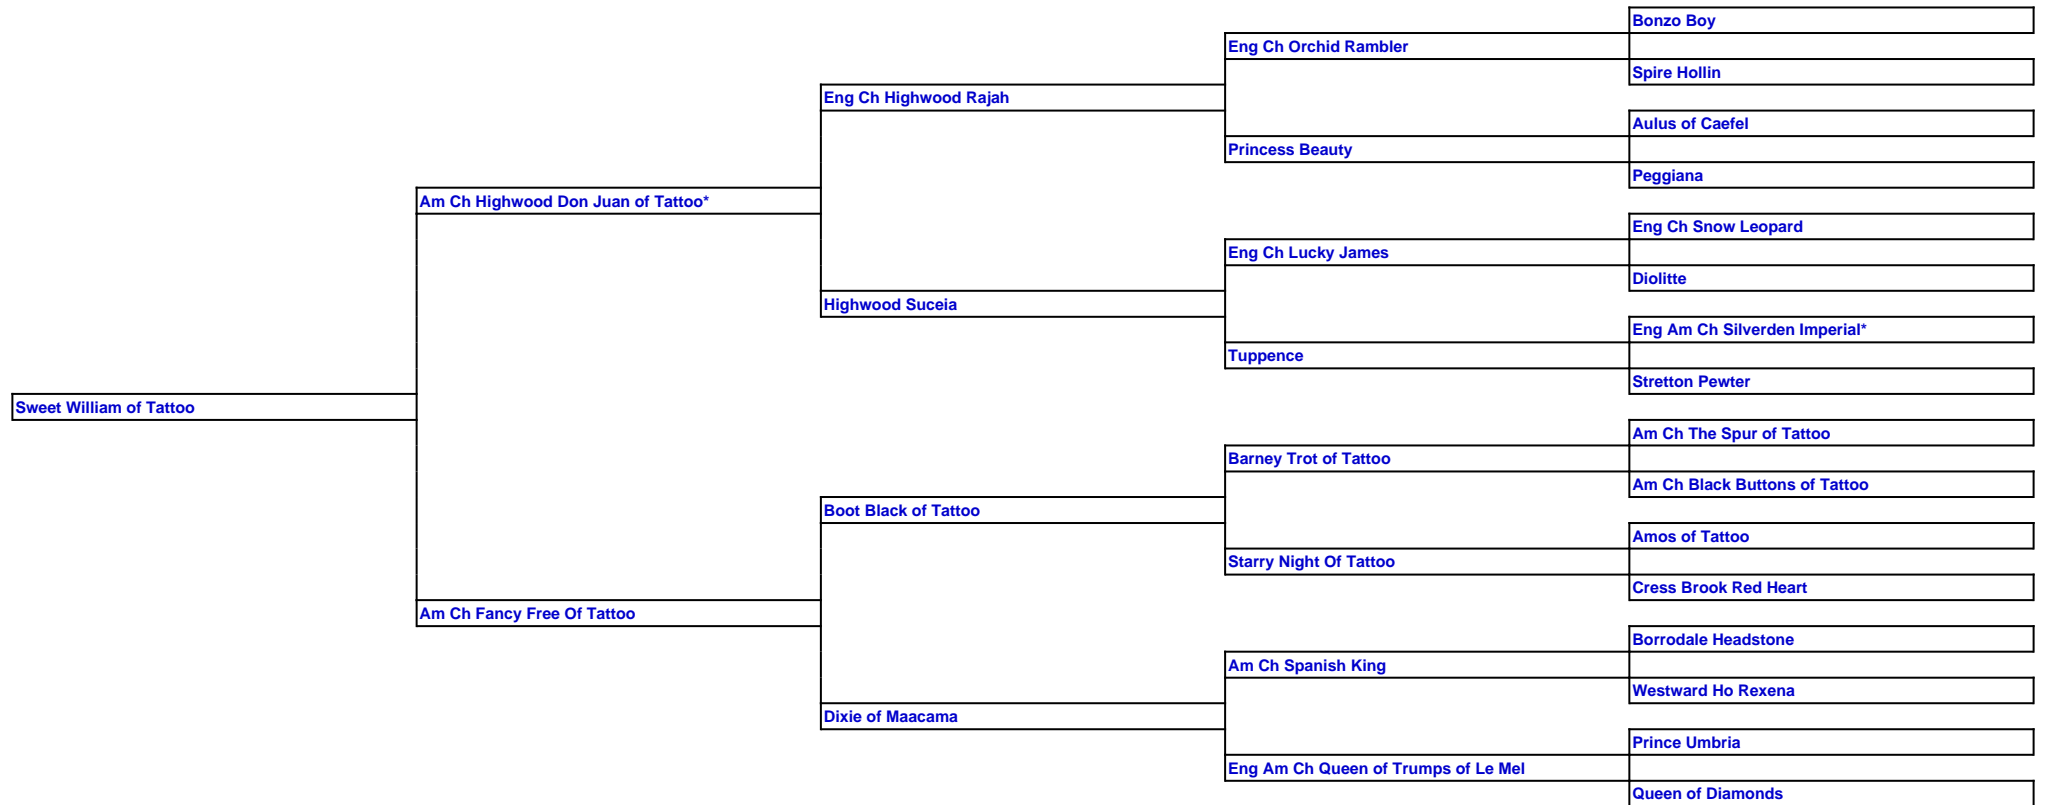 Bonzo Boy
Eng Ch Orchid Rambler
Spire Hollin
Eng Ch Highwood Rajah
Aulus of Caefel
Princess Beauty
Peggiana
Am Ch Highwood Don Juan of Tattoo*
Eng Ch Snow Leopard
Eng Ch Lucky James
Diolitte
Highwood Suceia
Eng Am Ch Silverden Imperial*
Tuppence
Stretton Pewter
Sweet William of Tattoo
Am Ch The Spur of Tattoo
Barney Trot of Tattoo
Am Ch Black Buttons of Tattoo
Boot Black of Tattoo
Amos of Tattoo
Starry Night Of Tattoo
Cress Brook Red Heart
Am Ch Fancy Free Of Tattoo
Borrodale Headstone
Am Ch Spanish King
Westward Ho Rexena
Dixie of Maacama
Prince Umbria
Eng Am Ch Queen of Trumps of Le Mel
Queen of Diamonds